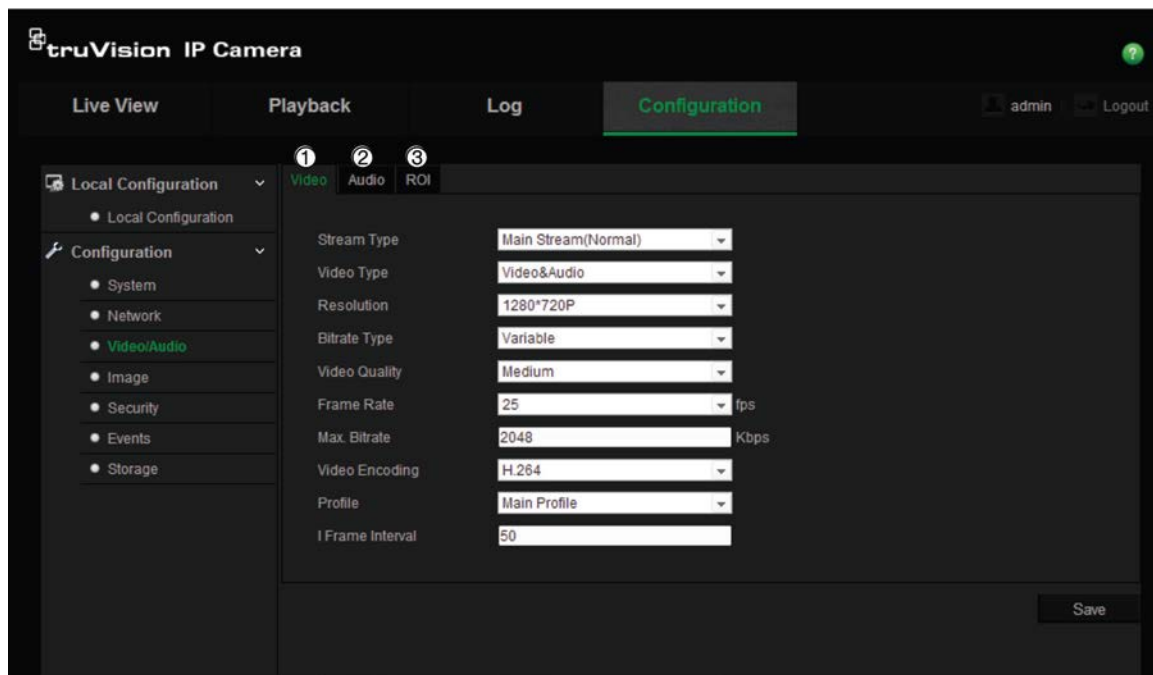 truVision IP Camera
?
Live View Playback Log Configuration admin Logout
① ② ③
Local Configuration Video Audio ROI
Local Configuration
Configuration
System
Network
Video/Audio
Image
Security
Events
Storage
Stream Type Main Stream(Normal)
Video Type Video&Audio
Resolution 1280*720P
Bitrate Type Variable
Video Quality Medium
Frame Rate 25 fps
Max. Bitrate 2048 Kbps
Video Encoding H.264
Profile Main Profile
I Frame Interval 50
Save